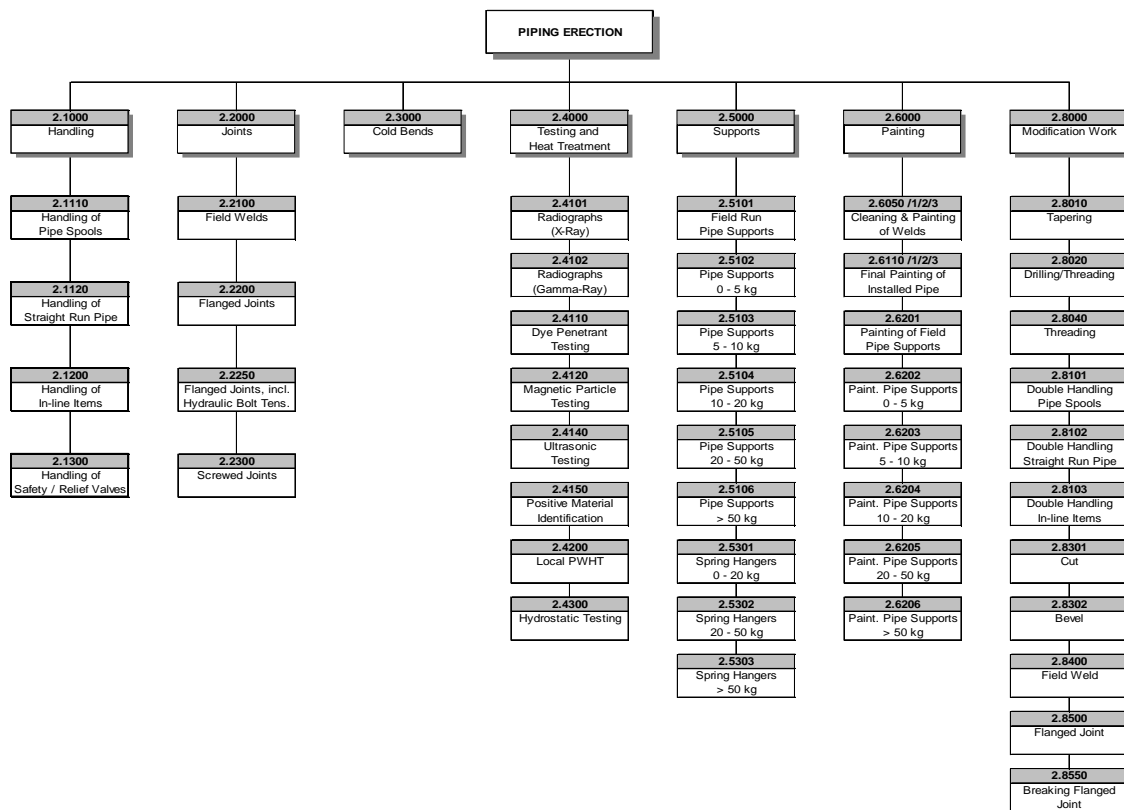 PIPING ERECTION
2.1000
Handling
2.1110
Handling of
Pipe Spools
2.1120
Handling of
Straight Run Pipe
2.1200
Handling of
In-line Items
2.1300
Handling of
Safety / Relief Valves
2.2000
Joints
2.2100
Field Welds
2.2200
Flanged Joints
2.2250
Flanged Joints, incl.
Hydraulic Bolt Tens.
2.2300
Screwed Joints
2.3000
Cold Bends
2.4000
Testing and
Heat Treatment
2.4101
Radiographs
(X-Ray)
2.4102
Radiographs
(Gamma-Ray)
2.4110
Dye Penetrant
Testing
2.4120
Magnetic Particle
Testing
2.4140
Ultrasonic
Testing
2.4150
Positive Material
Identification
2.4200
Local PWHT
2.4300
Hydrostatic Testing
2.5000
Supports
2.5101
Field Run
Pipe Supports
2.5102
Pipe Supports
0 - 5 kg
2.5103
Pipe Supports
5 - 10 kg
2.5104
Pipe Supports
10 - 20 kg
2.5105
Pipe Supports
20 - 50 kg
2.5106
Pipe Supports
> 50 kg
2.5301
Spring Hangers
0 - 20 kg
2.5302
Spring Hangers
20 - 50 kg
2.5303
Spring Hangers
> 50 kg
2.6000
Painting
2.6050 /1/2/3
Cleaning & Painting
of Welds
2.6110 /1/2/3
Final Painting of
Installed Pipe
2.6201
Painting of Field
Pipe Supports
2.6202
Paint. Pipe Supports
0 - 5 kg
2.6203
Paint. Pipe Supports
5 - 10 kg
2.6204
Paint. Pipe Supports
10 - 20 kg
2.6205
Paint. Pipe Supports
20 - 50 kg
2.6206
Paint. Pipe Supports
> 50 kg
2.8000
Modification Work
2.8010
Tapering
2.8020
Drilling/Threading
2.8040
Threading
2.8101
Double Handling
Pipe Spools
2.8102
Double Handling
Straight Run Pipe
2.8103
Double Handling
In-line Items
2.8301
Cut
2.8302
Bevel
2.8400
Field Weld
2.8500
Flanged Joint
2.8550
Breaking Flanged
Joint